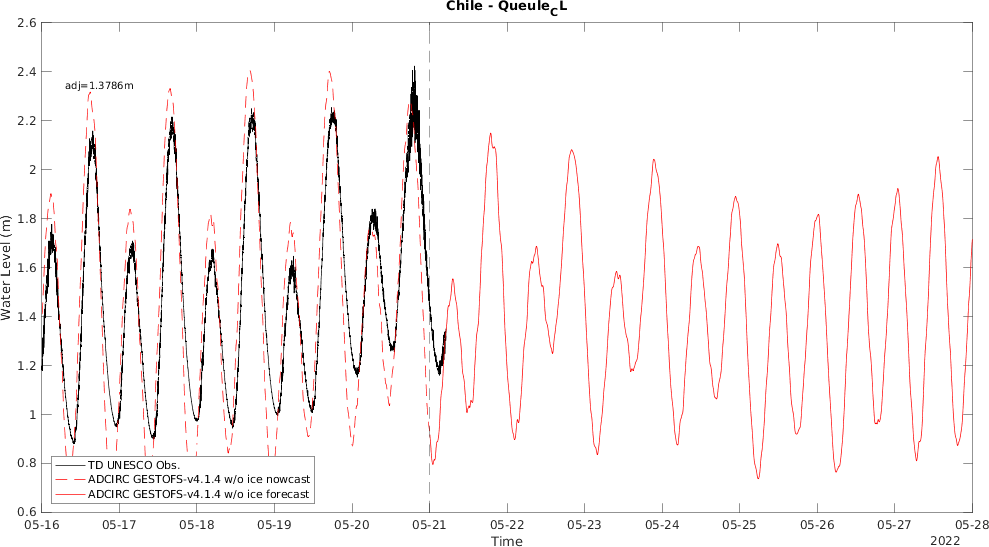 Chile - Queule_CL
2.6
2.4
2.2
2
1.8
1.6
1.4
1.2
1
0.8
0.6
Water Level (m)
adj=1.3786m
TD UNESCO Obs.
ADCIRC GESTOFS-v4.1.4 w/o ice nowcast
ADCIRC GESTOFS-v4.1.4 w/o ice forecast
05-16 05-17 05-18 05-19 05-20 05-21 05-22 05-23 05-24 05-25 05-26 05-27 05-28
Time
2022